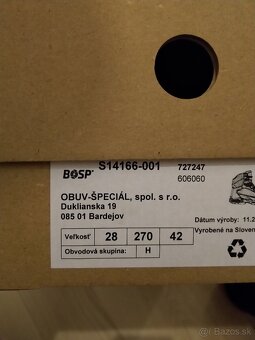 S14166-001
BOSP
727247
606060
OBUV-ŠPECIÁL, spol. s r.o.
Duklianska 19
085 01 Bardejov
Dátum výroby: 11.2
Vyrobené na Sloven
Veľkosť 28 270 42
Obvodová skupina: H
Bazos.sk